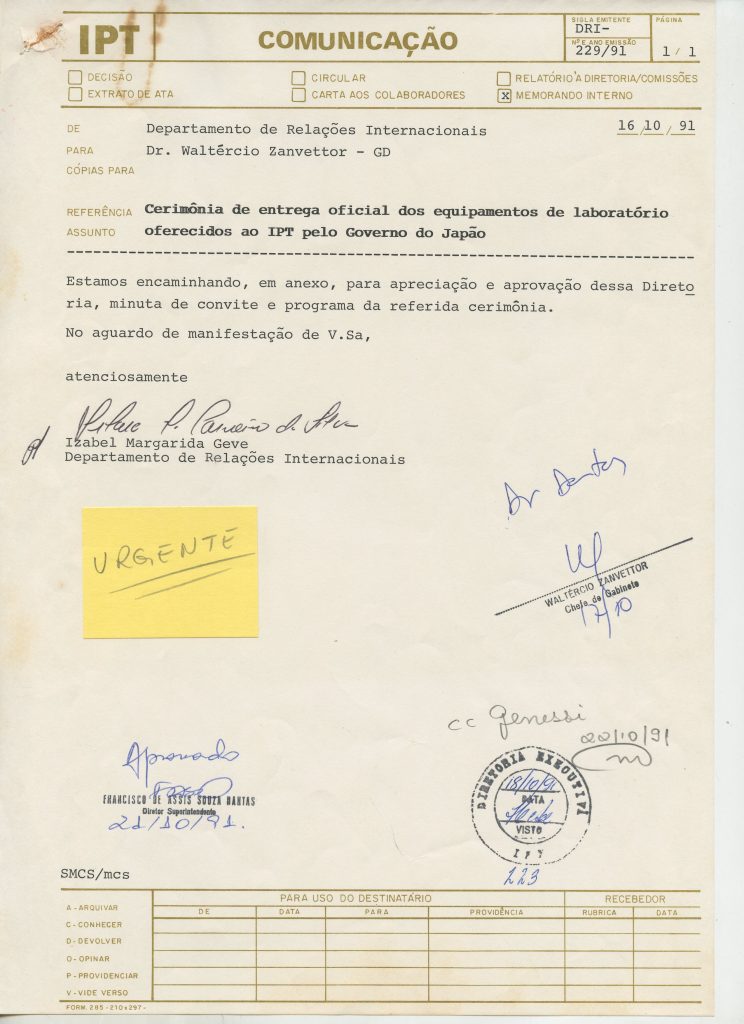 IPT
COMUNICAÇÃO
SIGLA EMITENTE
DRI-
Nº E ANO EMISSÃO
229/91
PÁGINA
1 / 1
DECISÃO
CIRCULAR
RELATÓRIO À DIRETORIA/COMISSÕES
EXTRATO DE ATA
CARTA AOS COLABORADORES
x MEMORANDO INTERNO
DE Departamento de Relações Internacionais 16 / 10 / 91
PARA Dr. Waltércio Zanvettor - GD
CÓPIAS PARA
REFERÊNCIA Cerimônia de entrega oficial dos equipamentos de laboratório
ASSUNTO oferecidos ao IPT pelo Governo do Japão
Estamos encaminhando, em anexo, para apreciação e aprovação dessa Direto
ria, minuta de convite e programa da referida cerimônia.
No aguardo de manifestação de V.Sa,
atenciosamente
Izabel Margarida Geve
Departamento de Relações Internacionais
Dr Dantas
URGENTE
WALTÉRCIO ZANVETTOR
Chefe de Gabinete
17/10
cc Genessi
22/10/91
Aprovado
FRANCISCO DE ASSIS SOUZA DANTAS
Diretor Superintendente
21/10/91.
DIRETORIA EXECUTIVA
18/10/91
DATA
VISTO
IPT
223
SMCS/mcs
A - ARQUIVAR
C - CONHECER
D - DEVOLVER
O - OPINAR
P - PROVIDENCIAR
V - VIDE VERSO
PARA USO DO DESTINATÁRIO
RECEBEDOR
DE
DATA
PARA
PROVIDÊNCIA
RUBRICA
DATA
FORM. 285 - 210x297 -